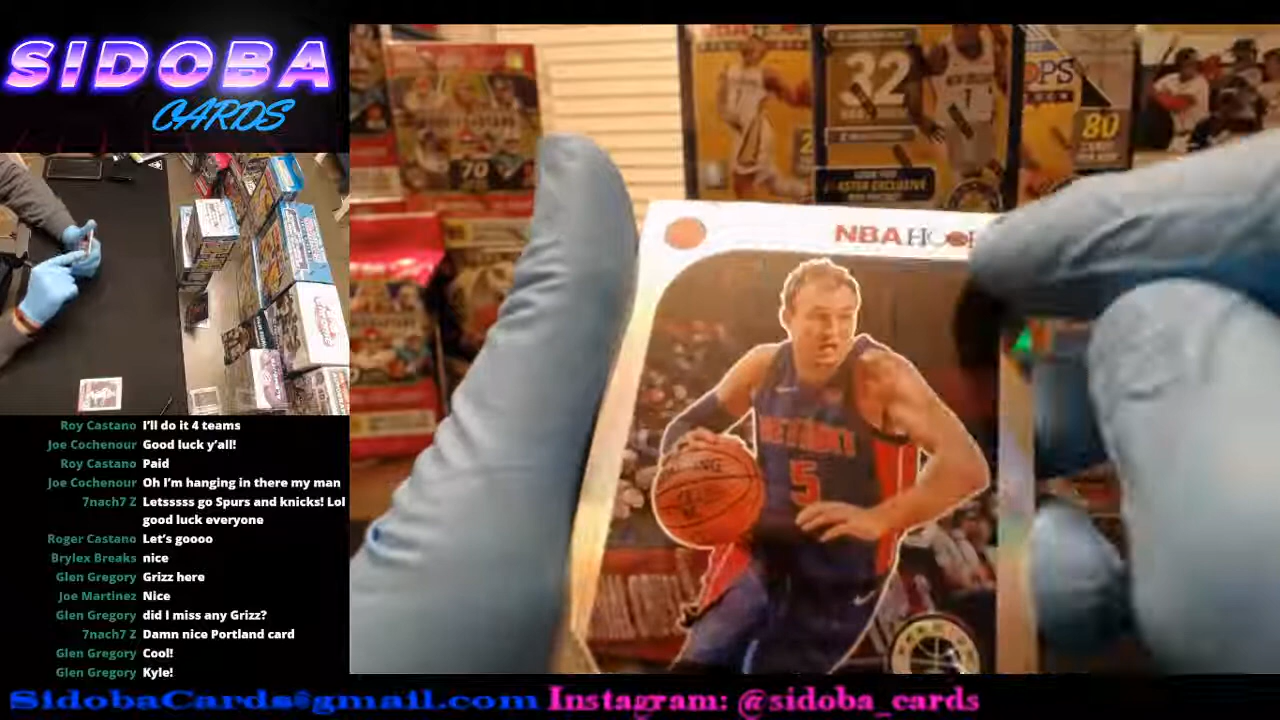 SIDOBA
CARDS
70
32
80
NBA HOOPS
DETROIT
5
Roy Castano I'll do it 4 teams
Joe Cochenour Good luck y'all!
Roy Castano Paid
Joe Cochenour Oh I'm hanging in there my man
7nach7 Z Letsssss go Spurs and knicks! Lol
good luck everyone
Roger Castano Let's goooo
Brylex Breaks nice
Glen Gregory Grizz here
Joe Martinez Nice
Glen Gregory did I miss any Grizz?
7nach7 Z Damn nice Portland card
Glen Gregory Cool!
Glen Gregory Kyle!
SidobaCards@gmail.com Instagram: @sidoba_cards